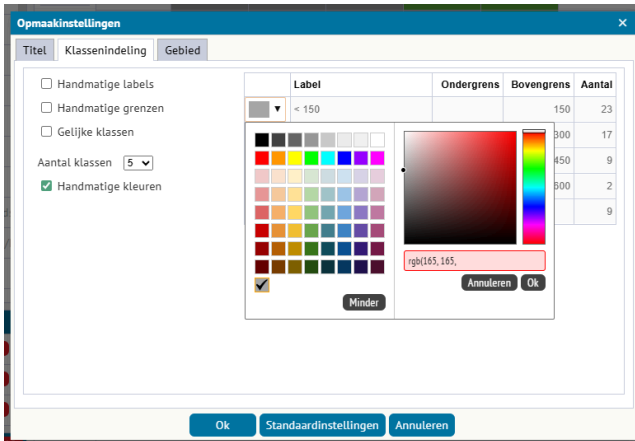 Opmaakinstellingen
Titel Klassenindeling Gebied
Handmatige labels
Handmatige grenzen
Gelijke klassen
Aantal klassen 5
Handmatige kleuren
Label Ondergrens Bovengrens Aantal
< 150 150 23
300 17
450 9
600 2
9
rgb(165, 165,
Annuleren Ok
Minder
Ok Standaardinstellingen Annuleren